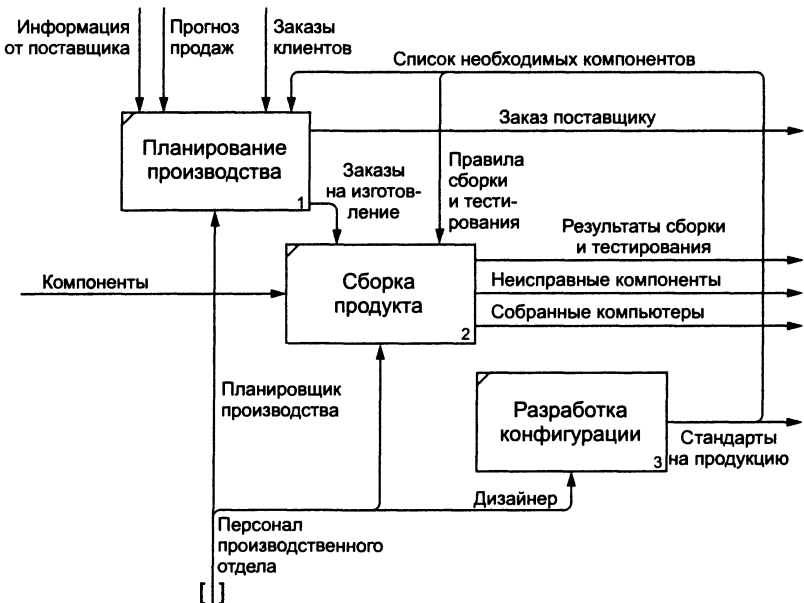 Информация
от поставщика
Прогноз
продаж
Заказы
клиентов
Список необходимых компонентов
Заказ поставщику
Планирование
производства
1
Заказы
на изготов-
ление
Правила
сборки
и тести-
рования
Результаты сборки
и тестирования
Компоненты
Сборка
продукта
2
Неисправные компоненты
Собранные компьютеры
Планировщик
производства
Разработка
конфигурации
3
Стандарты
на продукцию
Дизайнер
Персонал
производственного
отдела